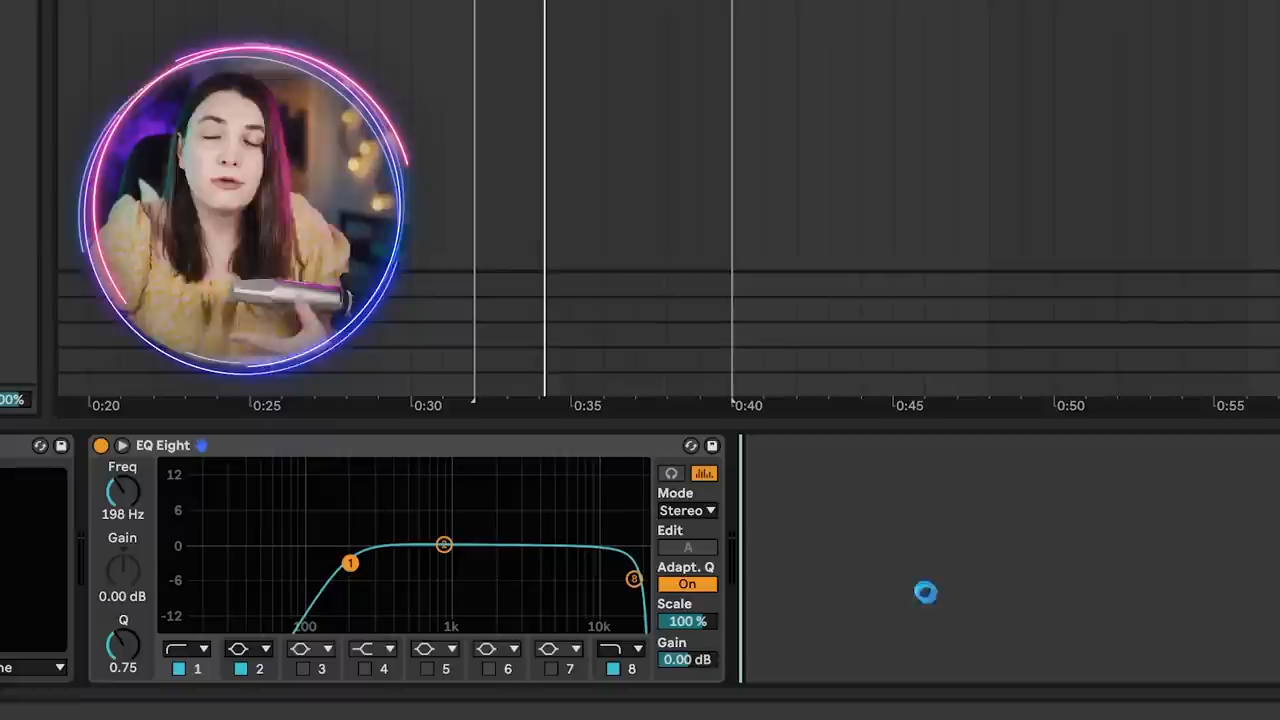 00%
0:20 0:25 0:30 0:35 0:40 0:45 0:50 0:55
EQ Eight
Freq
198 Hz
Gain
0.00 dB
Q
0.75
12
6
0
-6
-12
100 1k 10k
1 2 8
1 2 3 4 5 6 7 8
Mode
Stereo
Edit
A
Adapt. Q
On
Scale
100 %
Gain
0.00 dB
ne